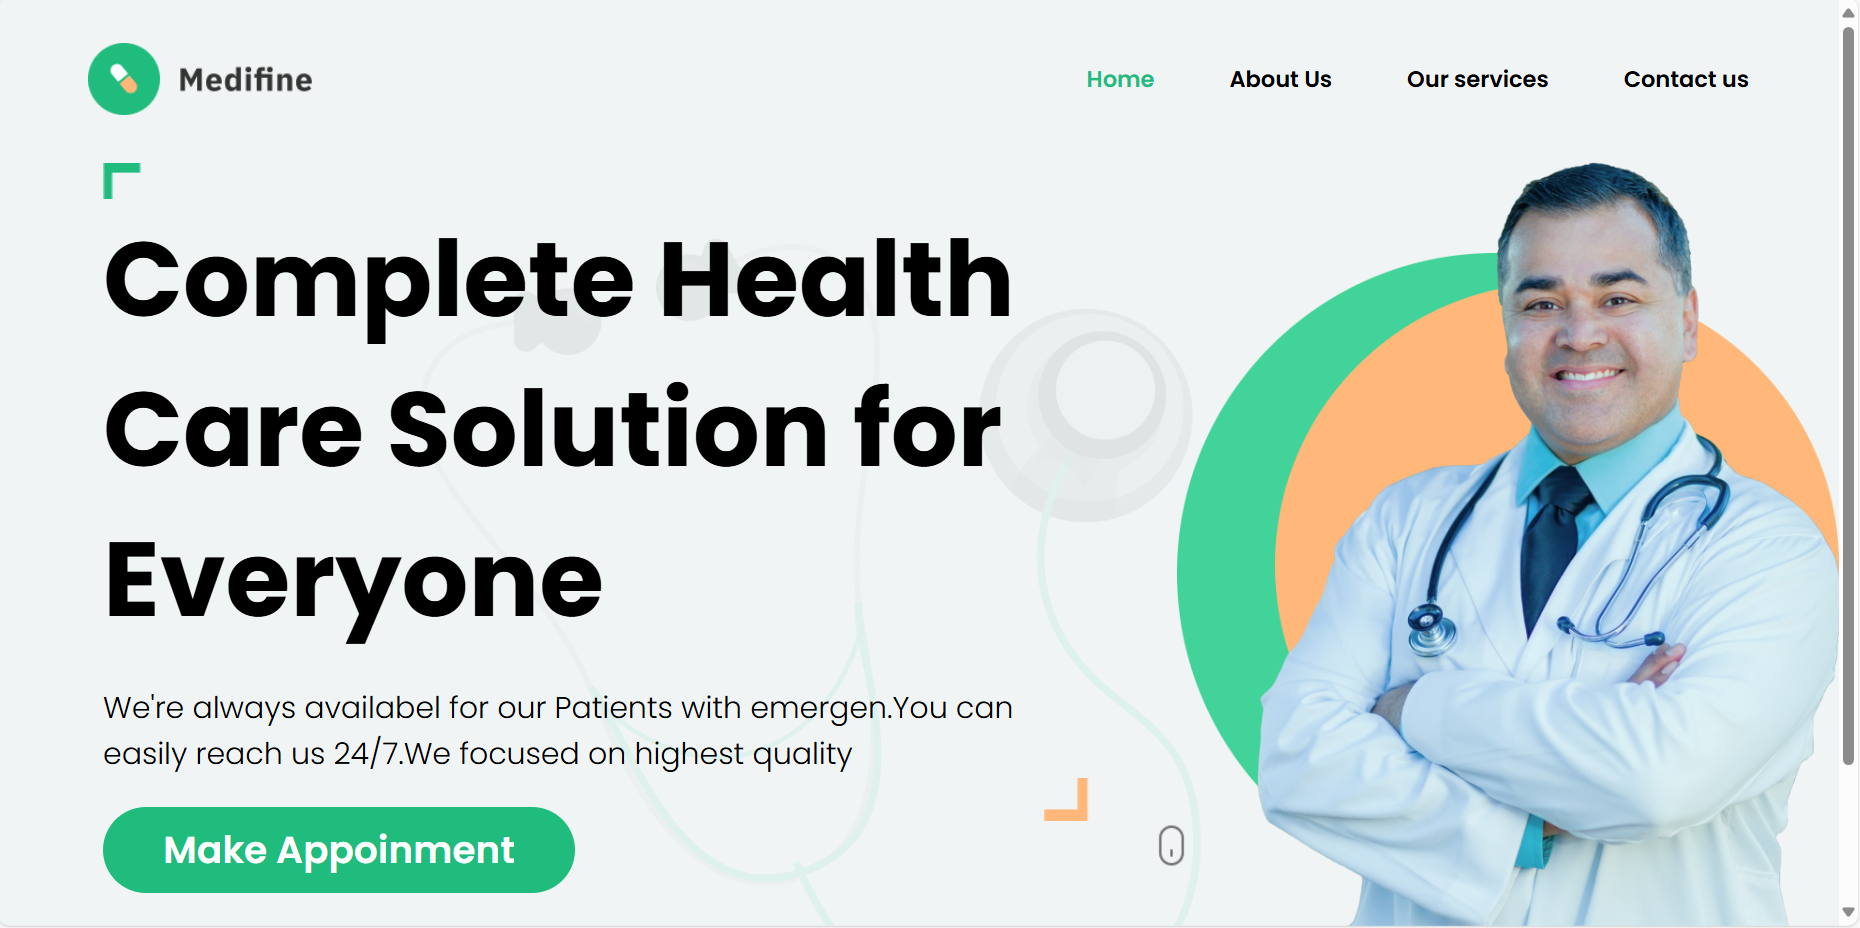 Medifine
Home About Us Our services Contact us
Complete Health
Care Solution for
Everyone
We're always availabel for our Patients with emergen.You can
easily reach us 24/7.We focused on highest quality
Make Appoinment